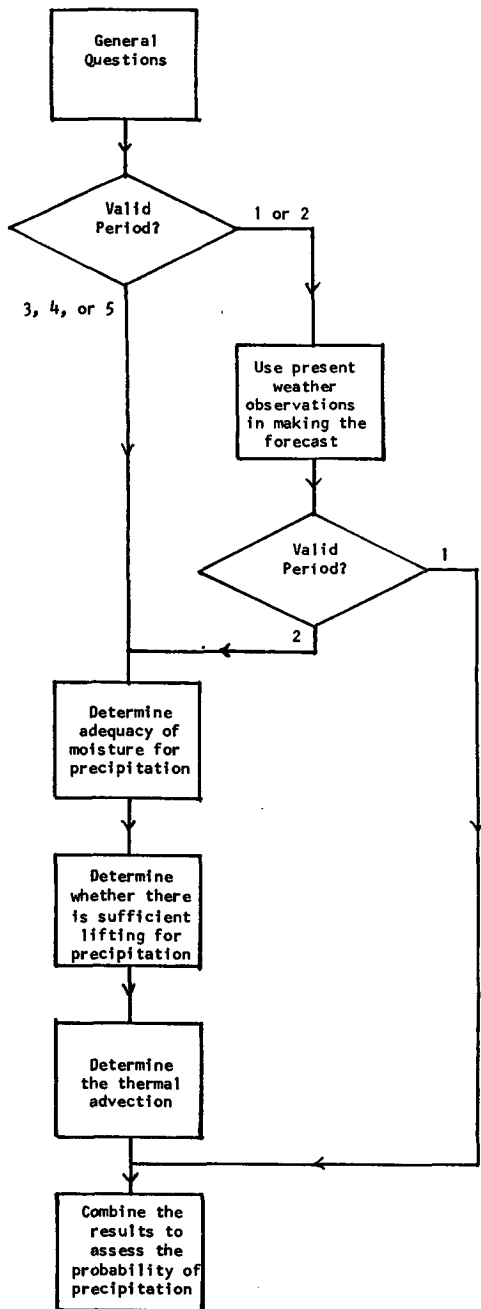 General
Questions
Valid
Period?
1 or 2
3, 4, or 5
Use present
weather
observations
in making the
forecast
Valid
Period?
1
2
Determine
adequacy of
moisture for
precipitation
Determine
whether there
is sufficient
lifting for
precipitation
Determine
the thermal
advection
Combine the
results to
assess the
probability of
precipitation